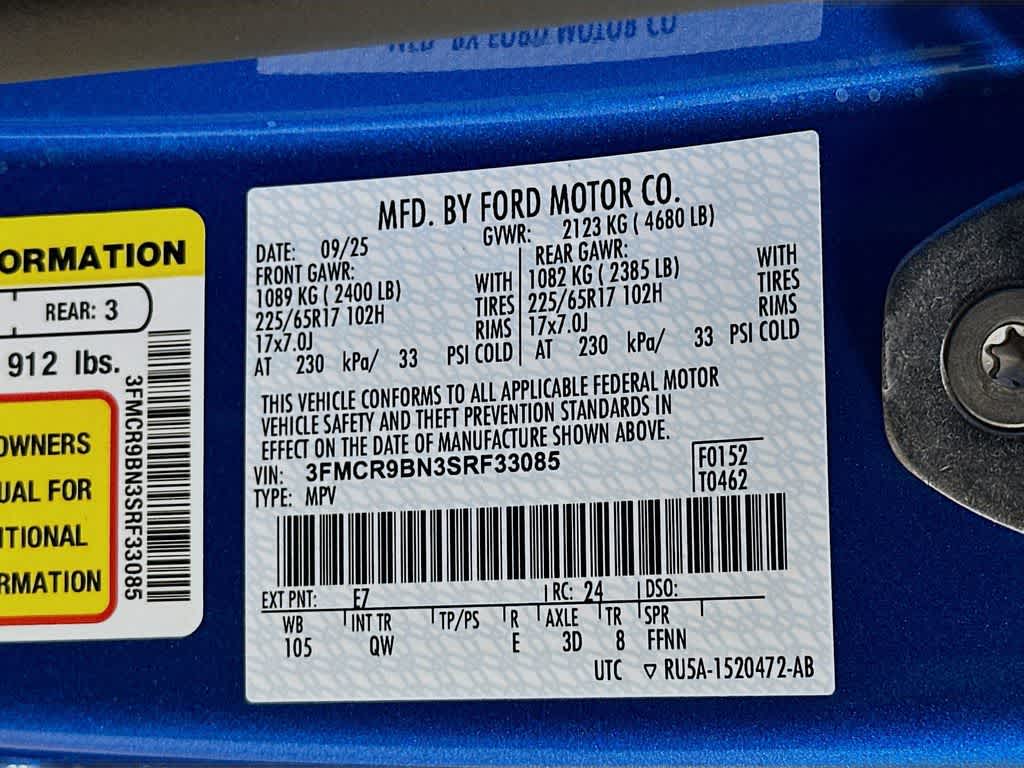 MFD. BY FORD MOTOR CO.
DATE: 09/25 GVWR: 2123 KG ( 4680 LB)
FRONT GAWR: REAR GAWR:
1089 KG ( 2400 LB) WITH 1082 KG ( 2385 LB) WITH
225/65R17 102H TIRES 225/65R17 102H TIRES
17x7.0J RIMS 17x7.0J RIMS
AT 230 kPa/ 33 PSI COLD AT 230 kPa/ 33 PSI COLD
THIS VEHICLE CONFORMS TO ALL APPLICABLE FEDERAL MOTOR
VEHICLE SAFETY AND THEFT PREVENTION STANDARDS IN
EFFECT ON THE DATE OF MANUFACTURE SHOWN ABOVE.
VIN: 3FMCR9BN3SRF33085 F0152
TYPE: MPV T0462
EXT PNT: E7 RC: 24 DSO:
WB INT TR TP/PS R AXLE TR SPR
105 QW E 3D 8 FFNN
UTC ▽ RU5A-1520472-AB
ORMATION
REAR: 3
912 lbs.
OWNERS
UAL FOR
ITIONAL
RMATION
3FMCR9BN3SRF33085